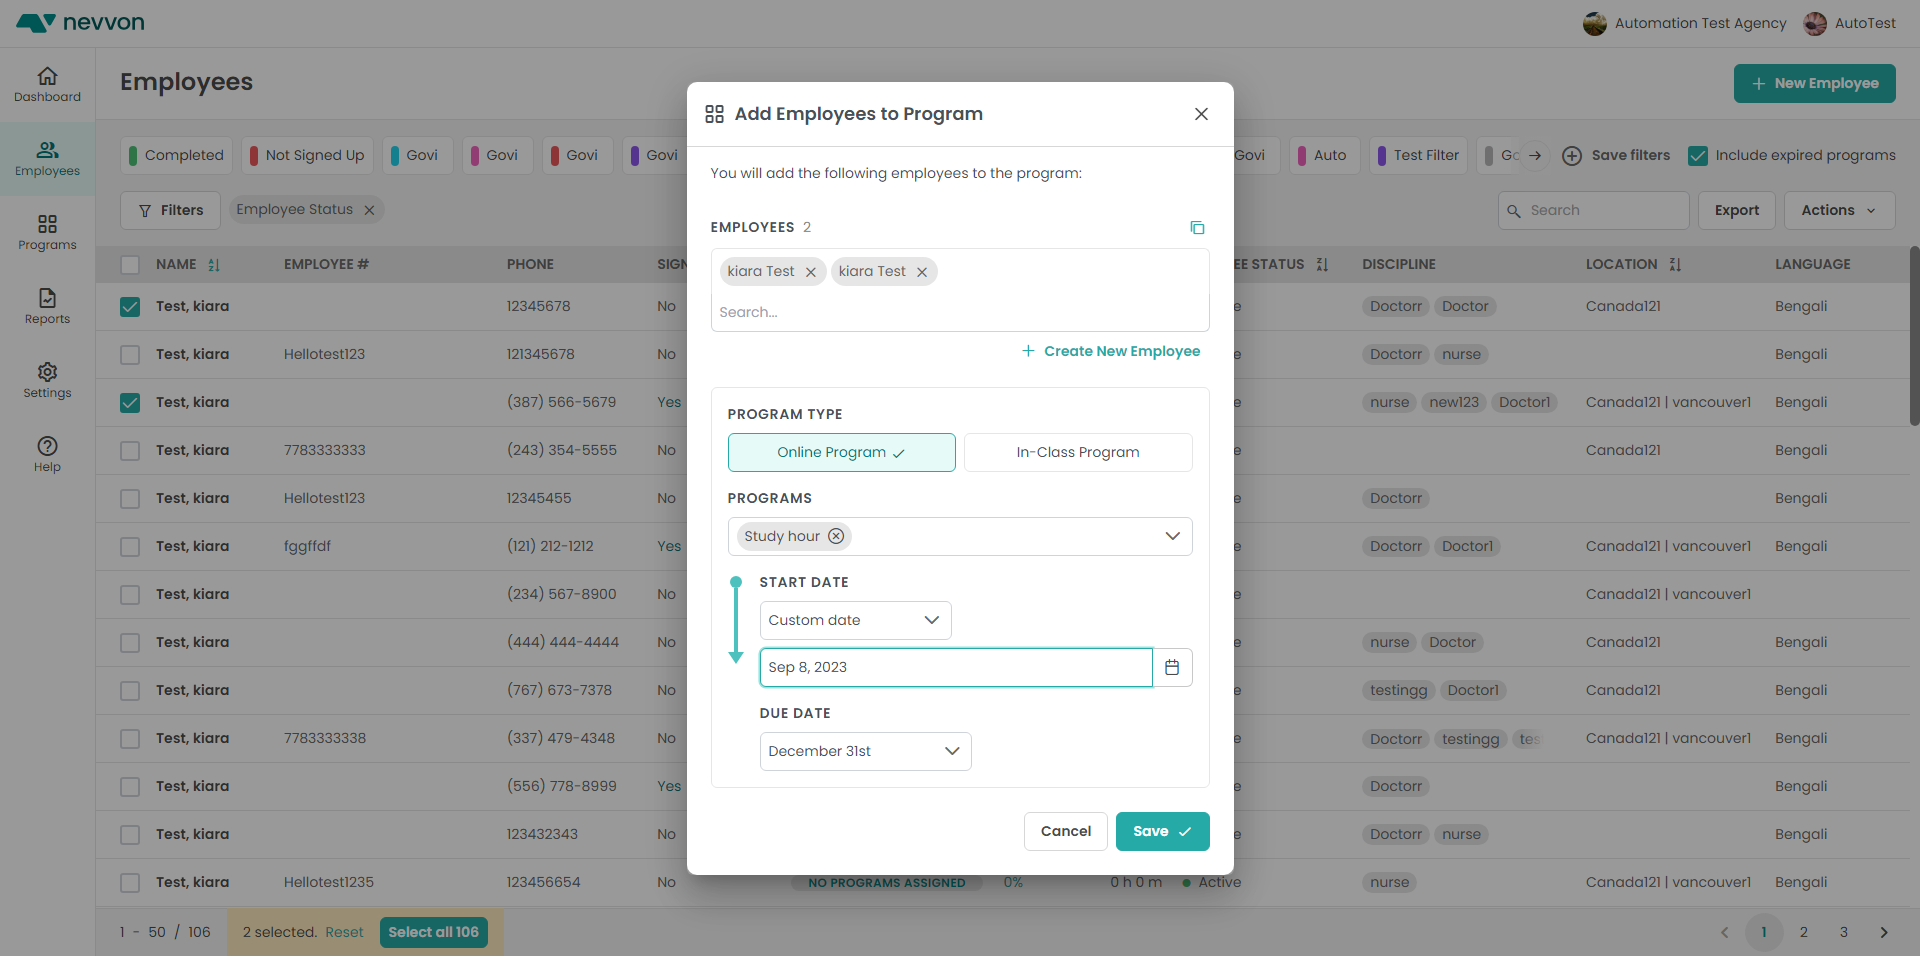 nevvon
Automation Test Agency
AutoTest
Dashboard
Employees
Programs
Reports
Settings
Help
Employees
New Employee
Completed
Not Signed Up
Govi
Govi
Govi
Govi
Govi
Auto
Test Filter
Save filters
Include expired programs
Filters
Employee Status
Search
Export
Actions
NAME EMPLOYEE # PHONE
DISCIPLINE LOCATION LANGUAGE
Test, kiara 12345678 No Doctorr Doctor Canada121 Bengali
Test, kiara Hellotest123 121345678 No Doctorr nurse Bengali
Test, kiara (387) 566-5679 Yes nurse new123 Doctor1 Canada121 | vancouver1 Bengali
Test, kiara 7783333333 (243) 354-5555 No Canada121 Bengali
Test, kiara Hellotest123 12345455 No Doctorr Bengali
Test, kiara fggffdf (121) 212-1212 Yes Doctorr Doctor1 Canada121 | vancouver1 Bengali
Test, kiara (234) 567-8900 No Canada121 | vancouver1
Test, kiara (444) 444-4444 No nurse Doctor Canada121 Bengali
Test, kiara (767) 673-7378 No testingg Doctor1 Canada121 Bengali
Test, kiara 7783333338 (337) 479-4348 No Doctorr testingg Canada121 | vancouver1 Bengali
Test, kiara (556) 778-8999 Yes Doctorr Bengali
Test, kiara 123432343 No Doctorr nurse Bengali
Test, kiara Hellotest1235 123456654 No NO PROGRAMS ASSIGNED 0% 0 h 0 m Active nurse Canada121 | vancouver1 Bengali
1 - 50 / 106
2 selected. Reset
Select all 106
1 2 3
Add Employees to Program
You will add the following employees to the program:
EMPLOYEES 2
kiara Test
kiara Test
Search...
Create New Employee
PROGRAM TYPE
Online Program
In-Class Program
PROGRAMS
Study hour
START DATE
Custom date
Sep 8, 2023
DUE DATE
December 31st
Cancel
Save